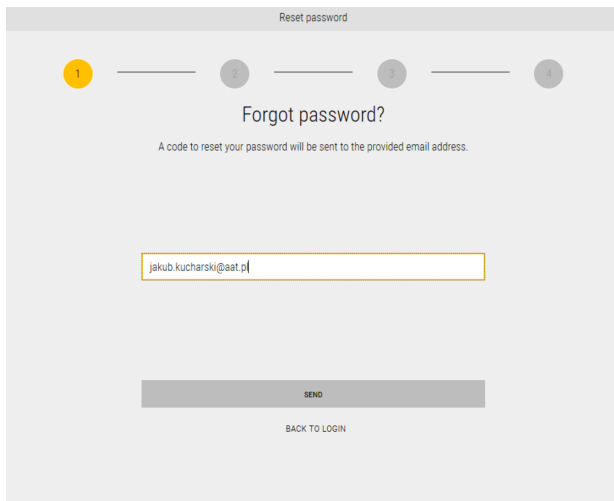 Reset password
1 2 3 4
Forgot password?
A code to reset your password will be sent to the provided email address.
jakub.kucharski@aat.pl
SEND
BACK TO LOGIN